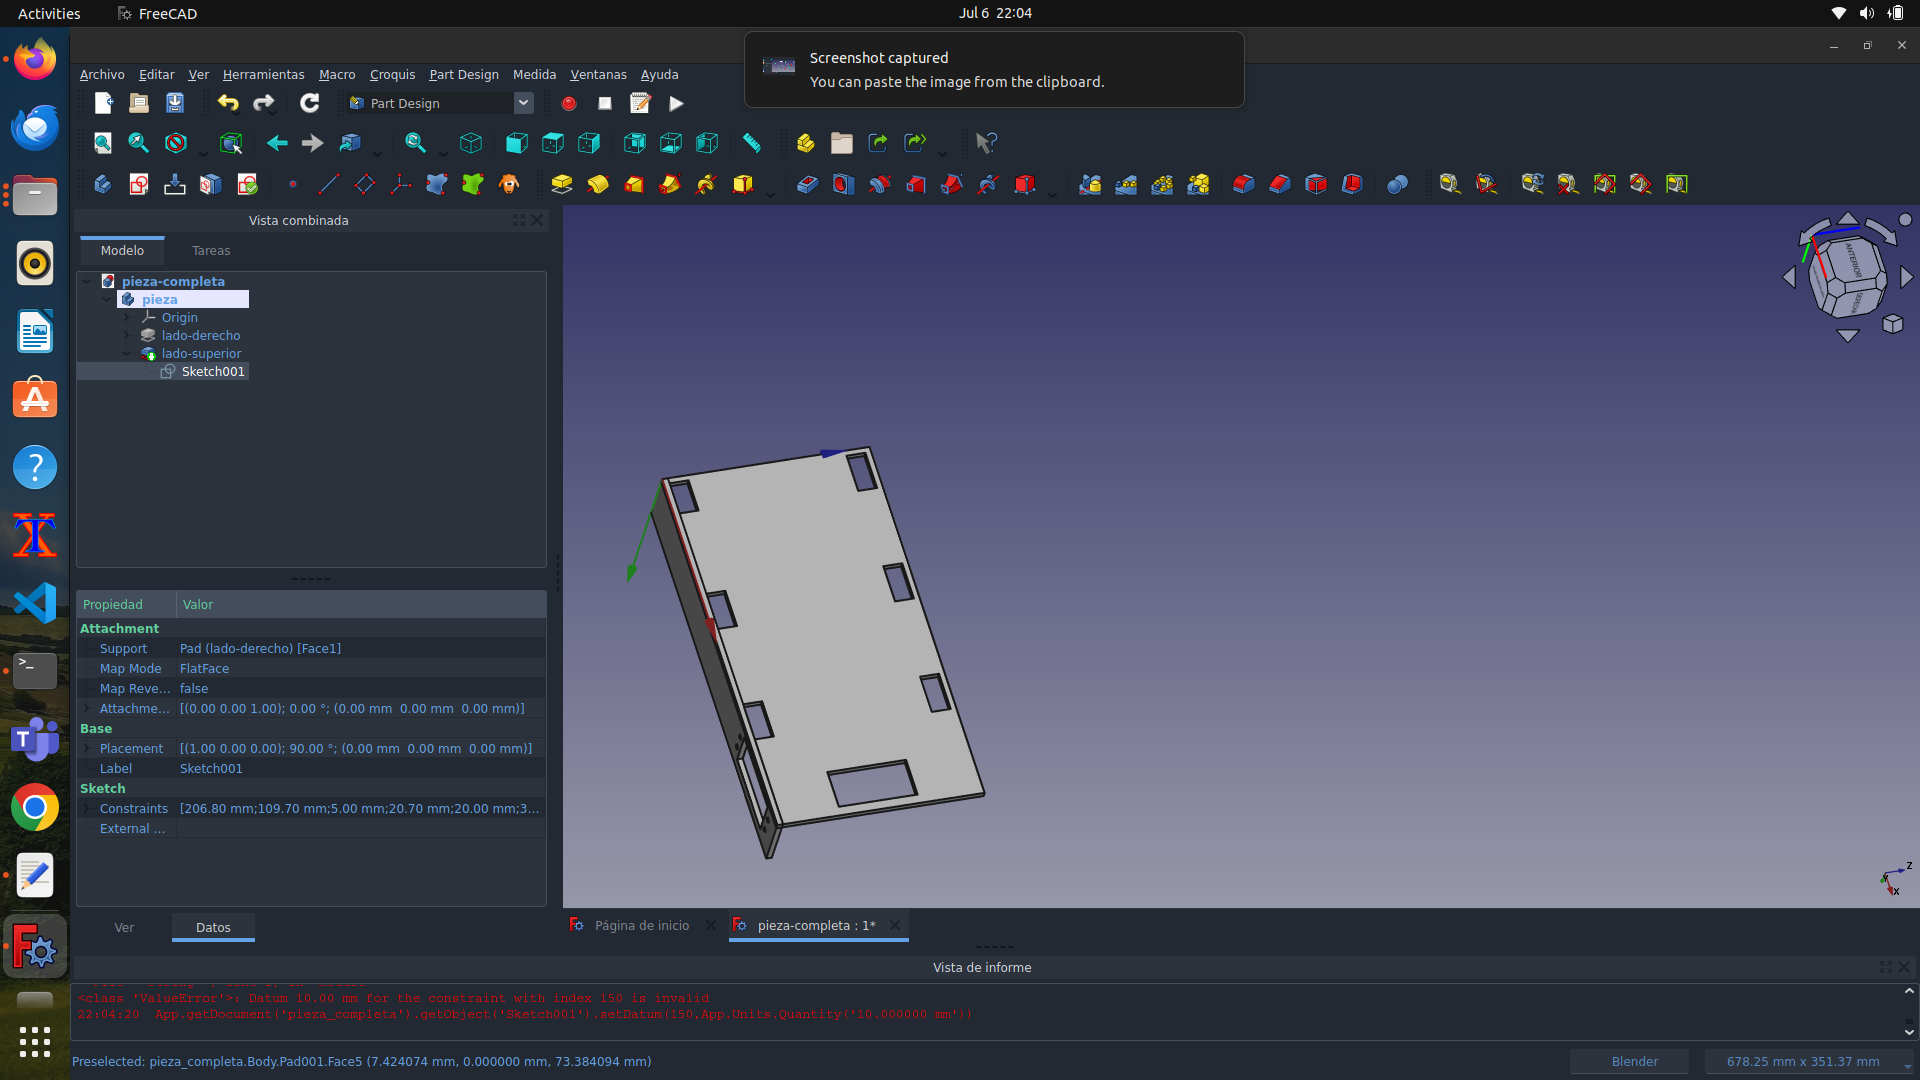 Activities
FreeCAD
Jul 6 22:04
Screenshot captured
You can paste the image from the clipboard.
Archivo Editar Ver Herramientas Macro Croquis Part Design Medida Ventanas Ayuda
Part Design
Vista combinada
Modelo Tareas
pieza-completa
pieza
Origin
lado-derecho
lado-superior
Sketch001
Propiedad Valor
Attachment
Support Pad (lado-derecho) [Face1]
Map Mode FlatFace
Map Reve... false
Attachme... [(0.00 0.00 1.00); 0.00 °; (0.00 mm 0.00 mm 0.00 mm)]
Base
Placement [(1.00 0.00 0.00); 90.00 °; (0.00 mm 0.00 mm 0.00 mm)]
Label Sketch001
Sketch
Constraints [206.80 mm;109.70 mm;5.00 mm;20.70 mm;20.00 mm;3...
External ...
Ver Datos
ANTERIOR
Z
Y
X
Página de inicio
pieza-completa : 1*
Vista de informe
<class 'ValueError'>: Datum 10.00 mm for the constraint with index 150 is invalid
22:04:20 App.getDocument('pieza_completa').getObject('Sketch001').setDatum(150,App.Units.Quantity('10.000000 mm'))
Preselected: pieza_completa.Body.Pad001.Face5 (7.424074 mm, 0.000000 mm, 73.384094 mm)
Blender
678.25 mm x 351.37 mm